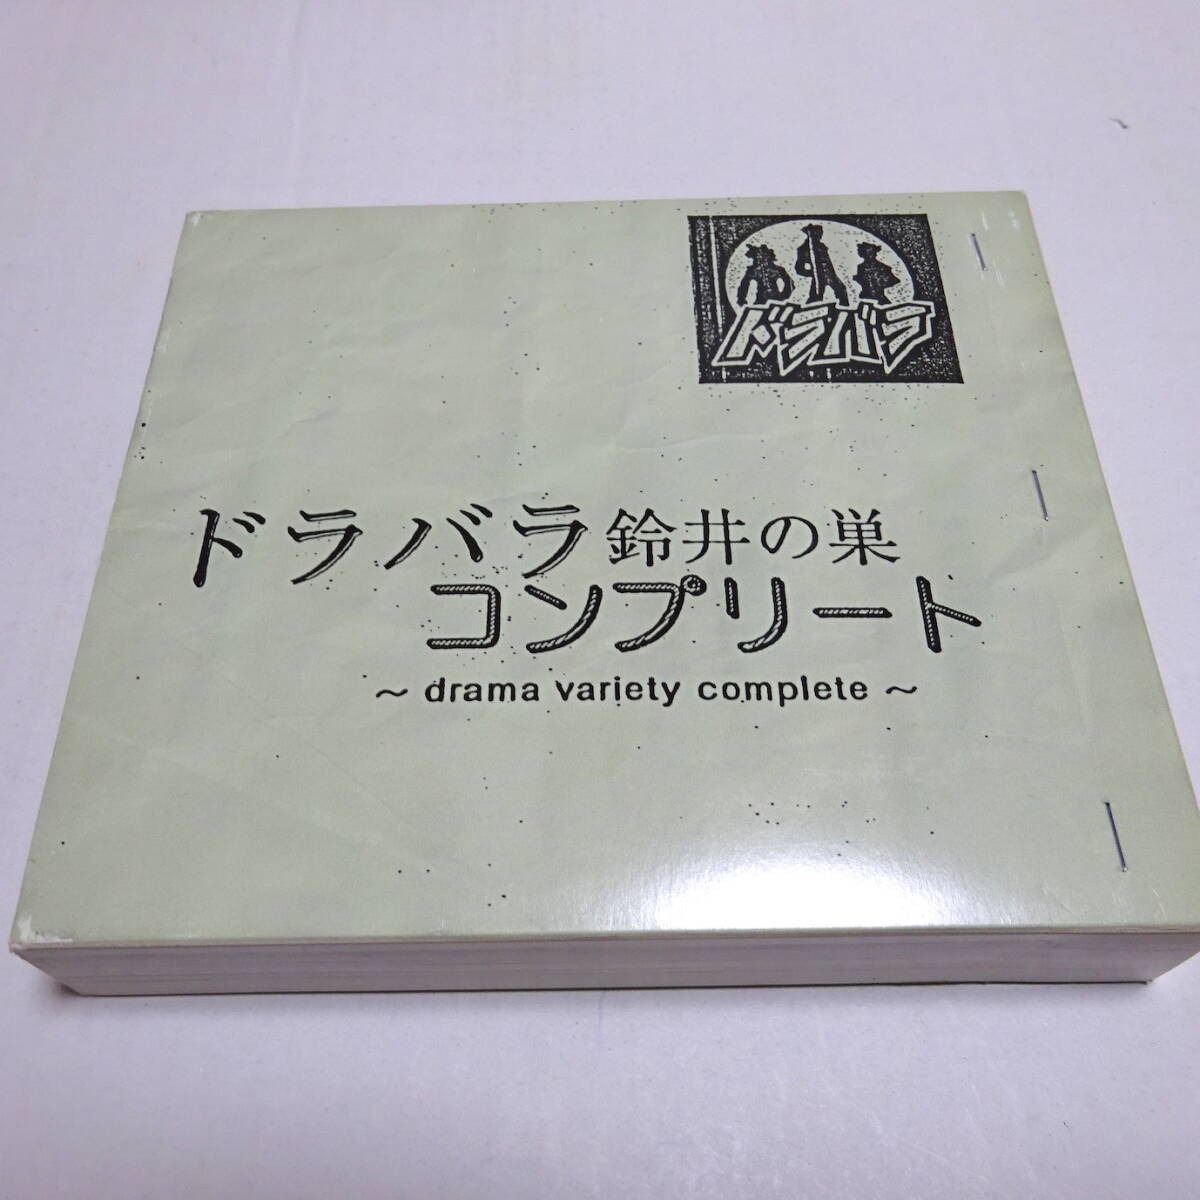 ドラバラ
ドラバラ鈴井の巣
コンプリート
～ drama variety complete ～